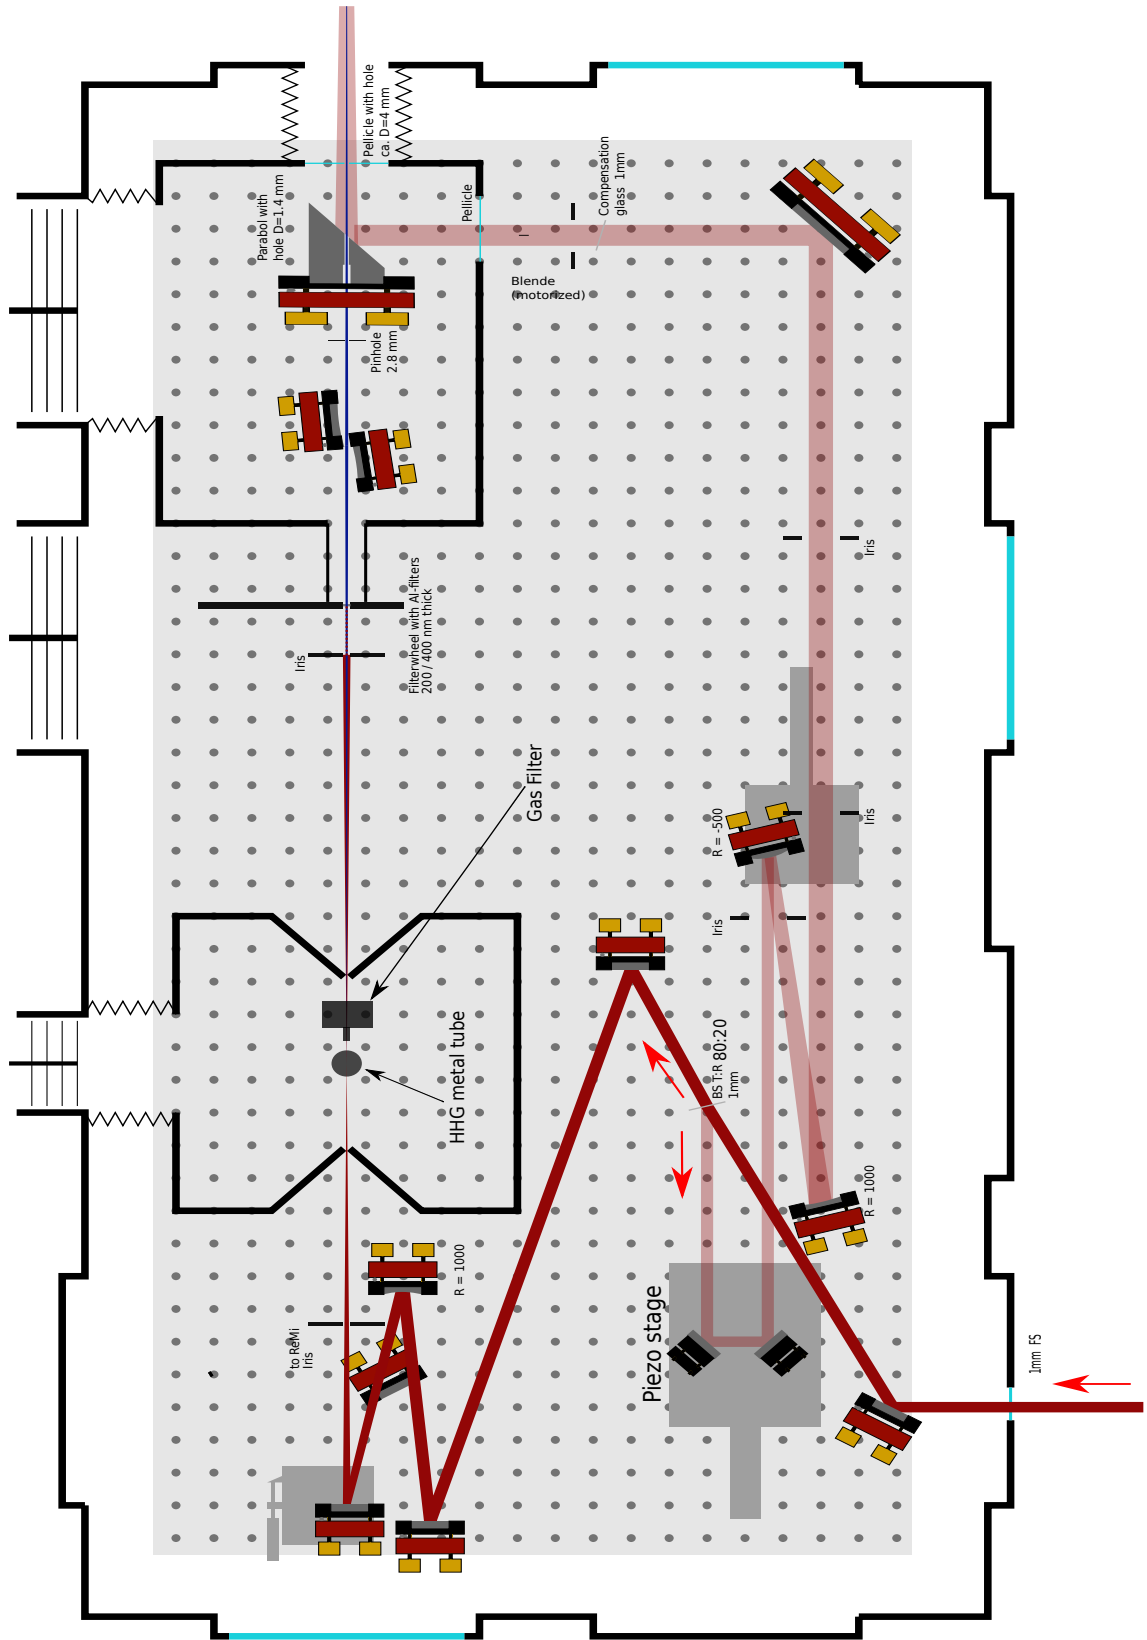 Pellicle with hole
ca. D=4 mm
Parabol with
hole D=1.4 mm
Pellicle
Compensation
glass 1mm
Blende
(motorized)
Pinhole
2.8 mm
Iris
Iris
Filterwheel with Al-filters
200 / 400 nm thick
Gas Filter
R = -500
Iris
Iris
HHG metal tube
BS T:R 80:20
1mm
R = 1000
R = 1000
to ReMi
Iris
Piezo stage
1mm FS